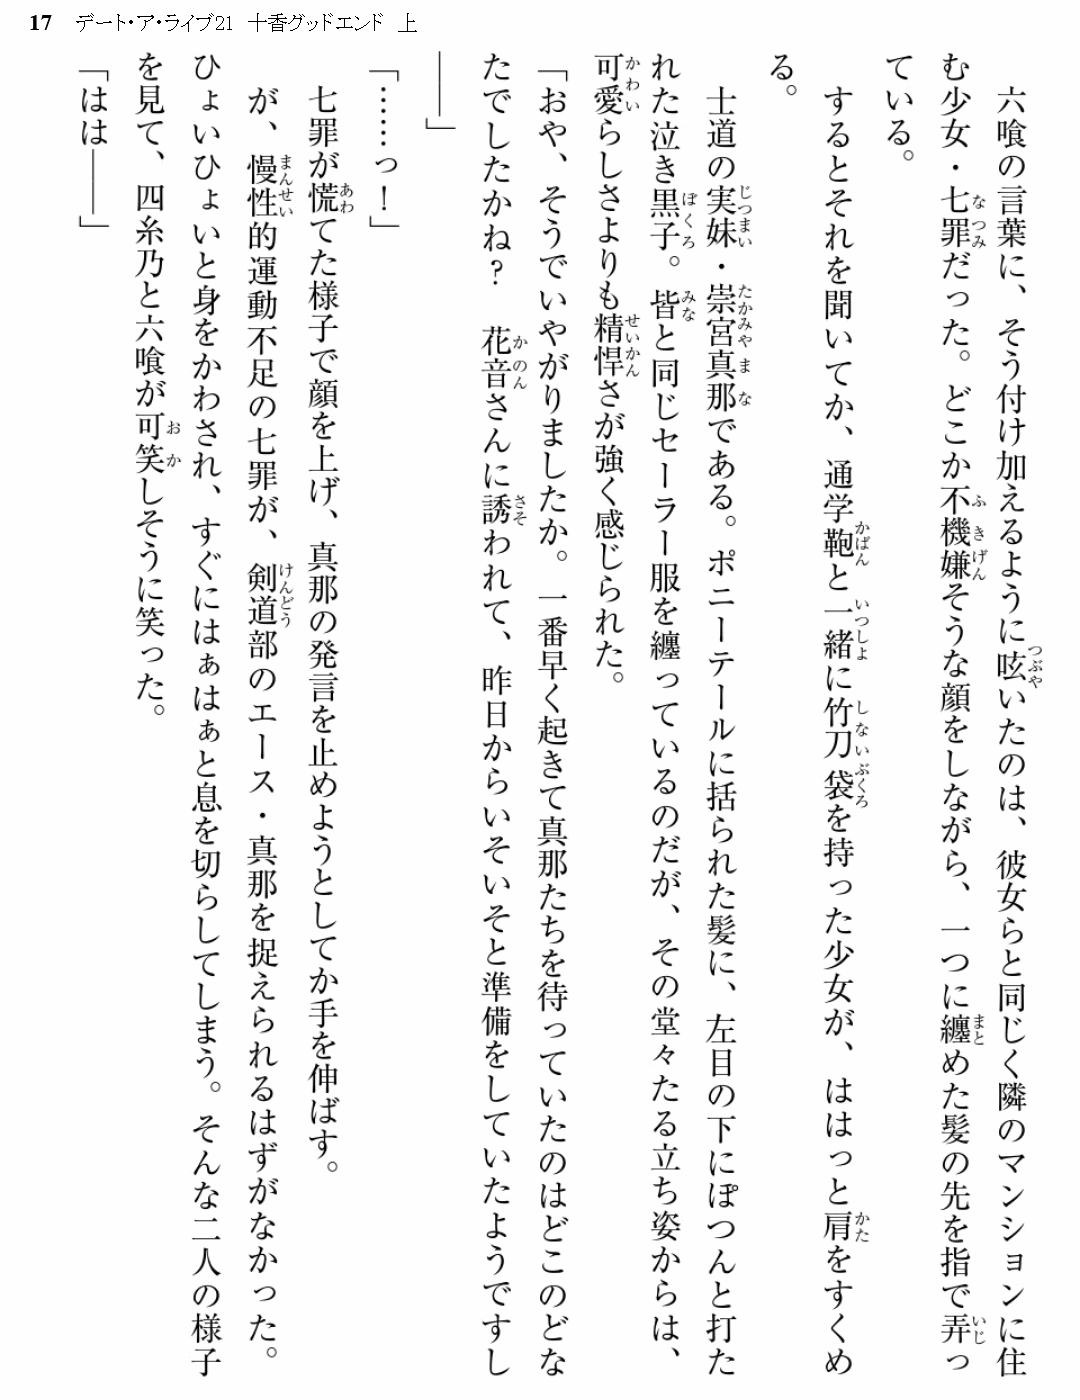 17 デート・ア・ライブ21 十香グッドエンド 上
六喰の言葉に、そう付け加えるように呟いたのは、彼女らと同じく隣のマンションに住
む少女・七罪だった。どこか不機嫌そうな顔をしながら、一つに纏めた髪の先を指で弄っ
ている。
するとそれを聞いてか、通学鞄と一緒に竹刀袋を持った少女が、ははっと肩をすくめ
る。
士道の実妹・崇宮真那である。ポニーテールに括られた髪に、左目の下にぽつんと打た
れた泣き黒子。皆と同じセーラー服を纏っているのだが、その堂々たる立ち姿からは、
可愛らしさよりも精悍さが強く感じられた。
「おや、そうでいやがりましたか。一番早く起きて真那たちを待っていたのはどこのどな
たでしたかね？　花音さんに誘われて、昨日からいそいそと準備をしていたようですし
――」
「……っ！」
七罪が慌てた様子で顔を上げ、真那の発言を止めようとしてか手を伸ばす。
が、慢性的運動不足の七罪が、剣道部のエース・真那を捉えられるはずがなかった。
ひょいひょいと身をかわされ、すぐにはぁはぁと息を切らしてしまう。そんな二人の様子
を見て、四糸乃と六喰が可笑しそうに笑った。
「はは――」